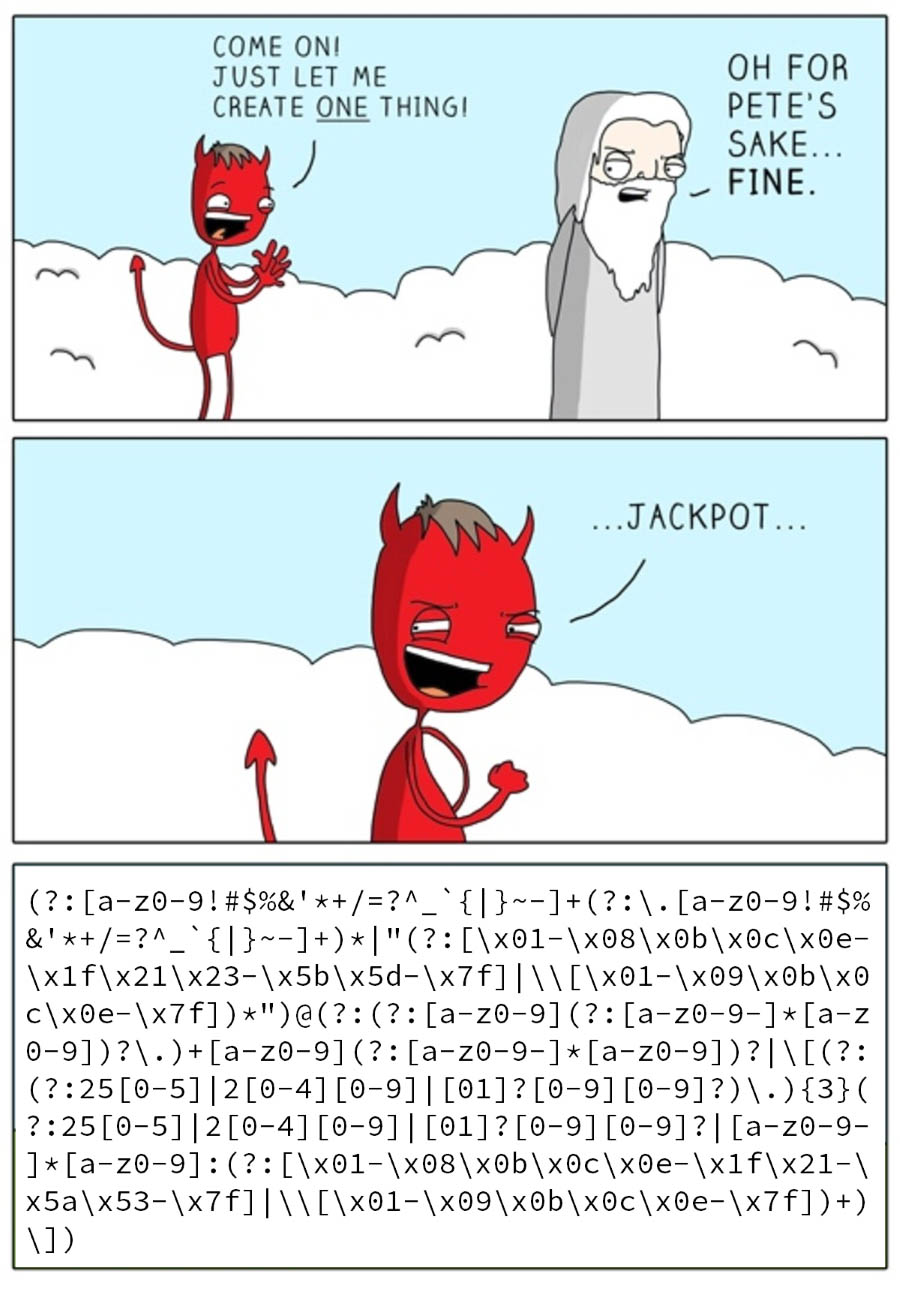 COME ON!
JUST LET ME
CREATE ONE THING!
OH FOR
PETE'S
SAKE...
FINE.
...JACKPOT...
(?:[a-z0-9!#$%&'*+/=?^_`{|}~-]+(?:\.[a-z0-9!#$%
&'*+/=?^_`{|}~-]+)*|"(?:[\x01-\x08\x0b\x0c\x0e-
\x1f\x21\x23-\x5b\x5d-\x7f]|\\[\x01-\x09\x0b\x0
c\x0e-\x7f])*")@(?:(?:[a-z0-9](?:[a-z0-9-]*[a-z
0-9])?\.)+[a-z0-9](?:[a-z0-9-]*[a-z0-9])?|\[(?:
(?:25[0-5]|2[0-4][0-9]|[01]?[0-9][0-9]?)\.){3}(
?:25[0-5]|2[0-4][0-9]|[01]?[0-9][0-9]?|[a-z0-9-
]*[a-z0-9]:(?:[\x01-\x08\x0b\x0c\x0e-\x1f\x21-\
x5a\x53-\x7f]|\\[\x01-\x09\x0b\x0c\x0e-\x7f])+)
\])